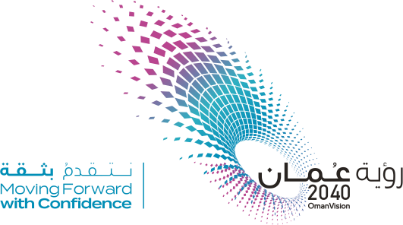 نتقدمُ بثقة
Moving Forward
with Confidence
رؤية عُمان
2040
OmanVision